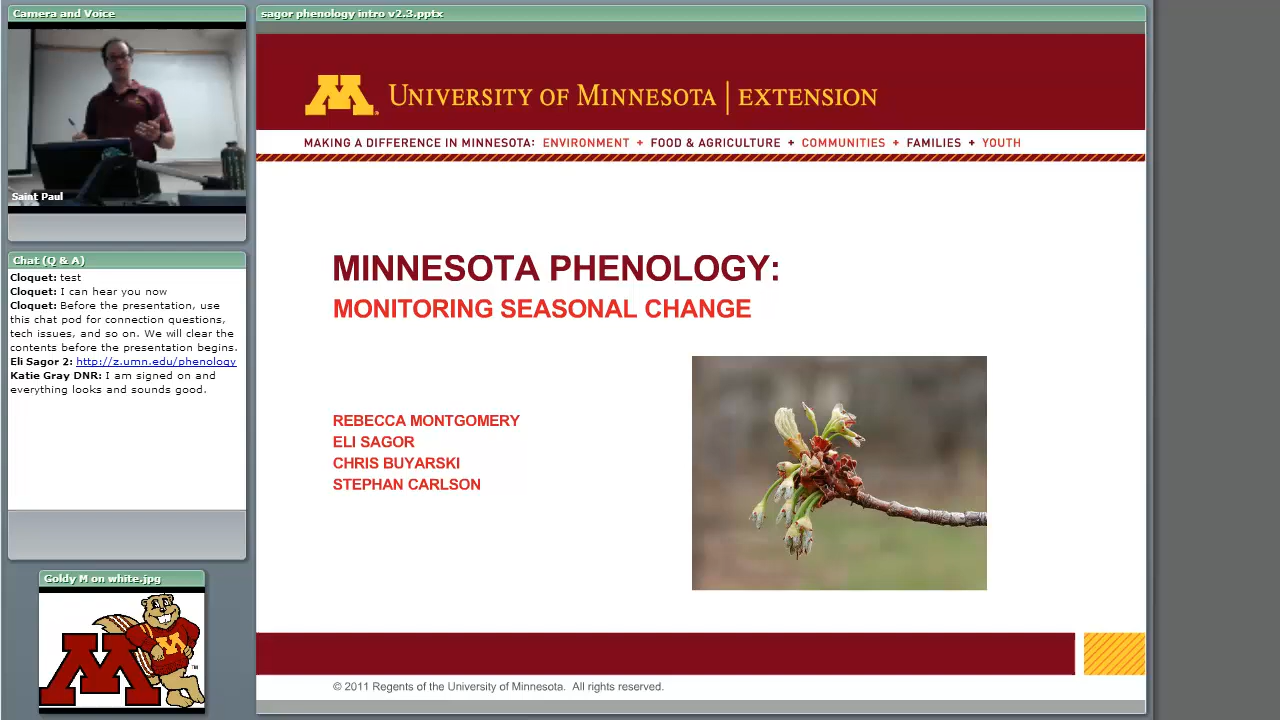 Camera and Voice
Saint Paul
Chat (Q & A)
Cloquet: test
Cloquet: I can hear you now
Cloquet: Before the presentation, use
this chat pod for connection questions,
tech issues, and so on. We will clear the
contents before the presentation begins.
Eli Sagor 2: http://z.umn.edu/phenology
Katie Gray DNR: I am signed on and
everything looks and sounds good.
Goldy M on white.jpg
M
M
TM
sagor phenology intro v2.3.pptx
M UNIVERSITY OF MINNESOTA | EXTENSION
MAKING A DIFFERENCE IN MINNESOTA: ENVIRONMENT + FOOD & AGRICULTURE + COMMUNITIES + FAMILIES + YOUTH
MINNESOTA PHENOLOGY:
MONITORING SEASONAL CHANGE
REBECCA MONTGOMERY
ELI SAGOR
CHRIS BUYARSKI
STEPHAN CARLSON
© 2011 Regents of the University of Minnesota. All rights reserved.